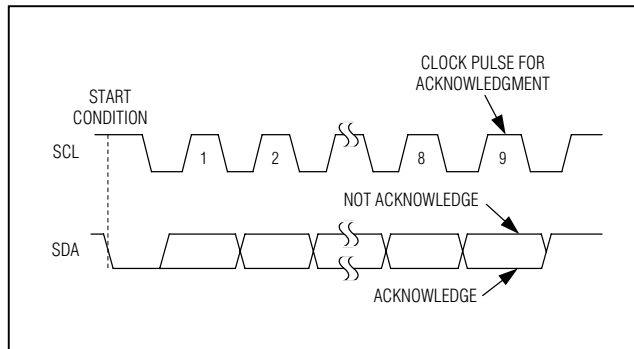 CLOCK PULSE FOR
ACKNOWLEDGMENT
START
CONDITION
SCL
1
2
8
9
NOT ACKNOWLEDGE
SDA
ACKNOWLEDGE